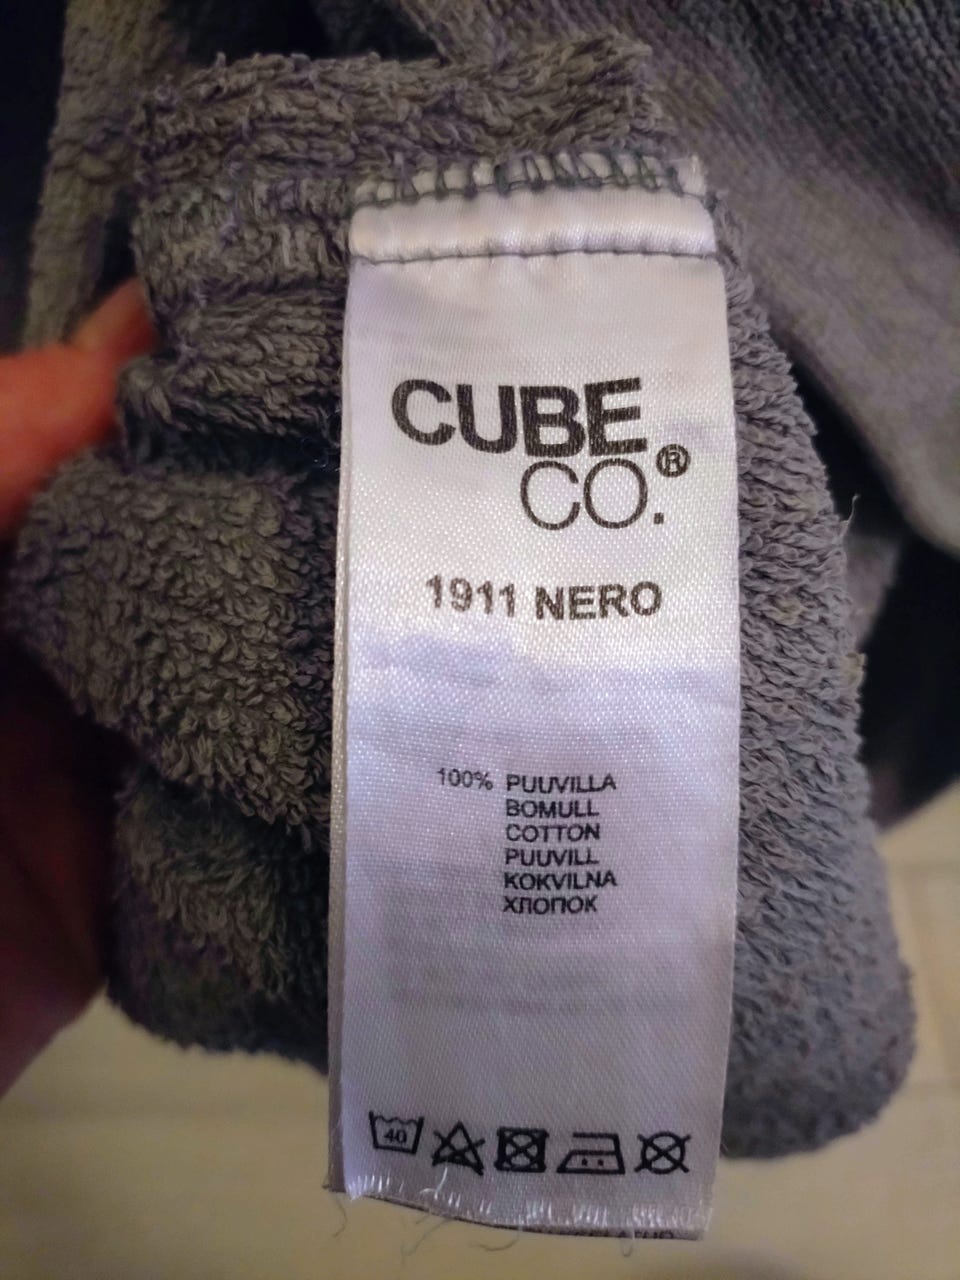 CUBE
CO.®
1911 NERO
100% PUUVILLA
BOMULL
COTTON
PUUVILL
KOKVILNA
ХЛОПОК
40